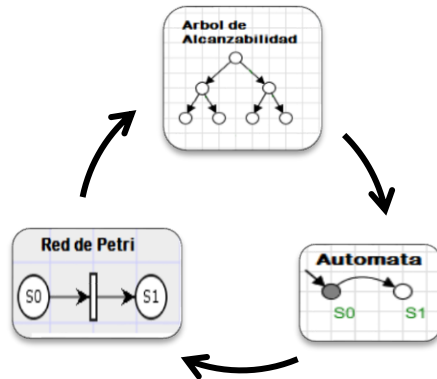 Arbol de
Alcanzabilidad
Red de Petri
S0
S1
Automata
S0
S1